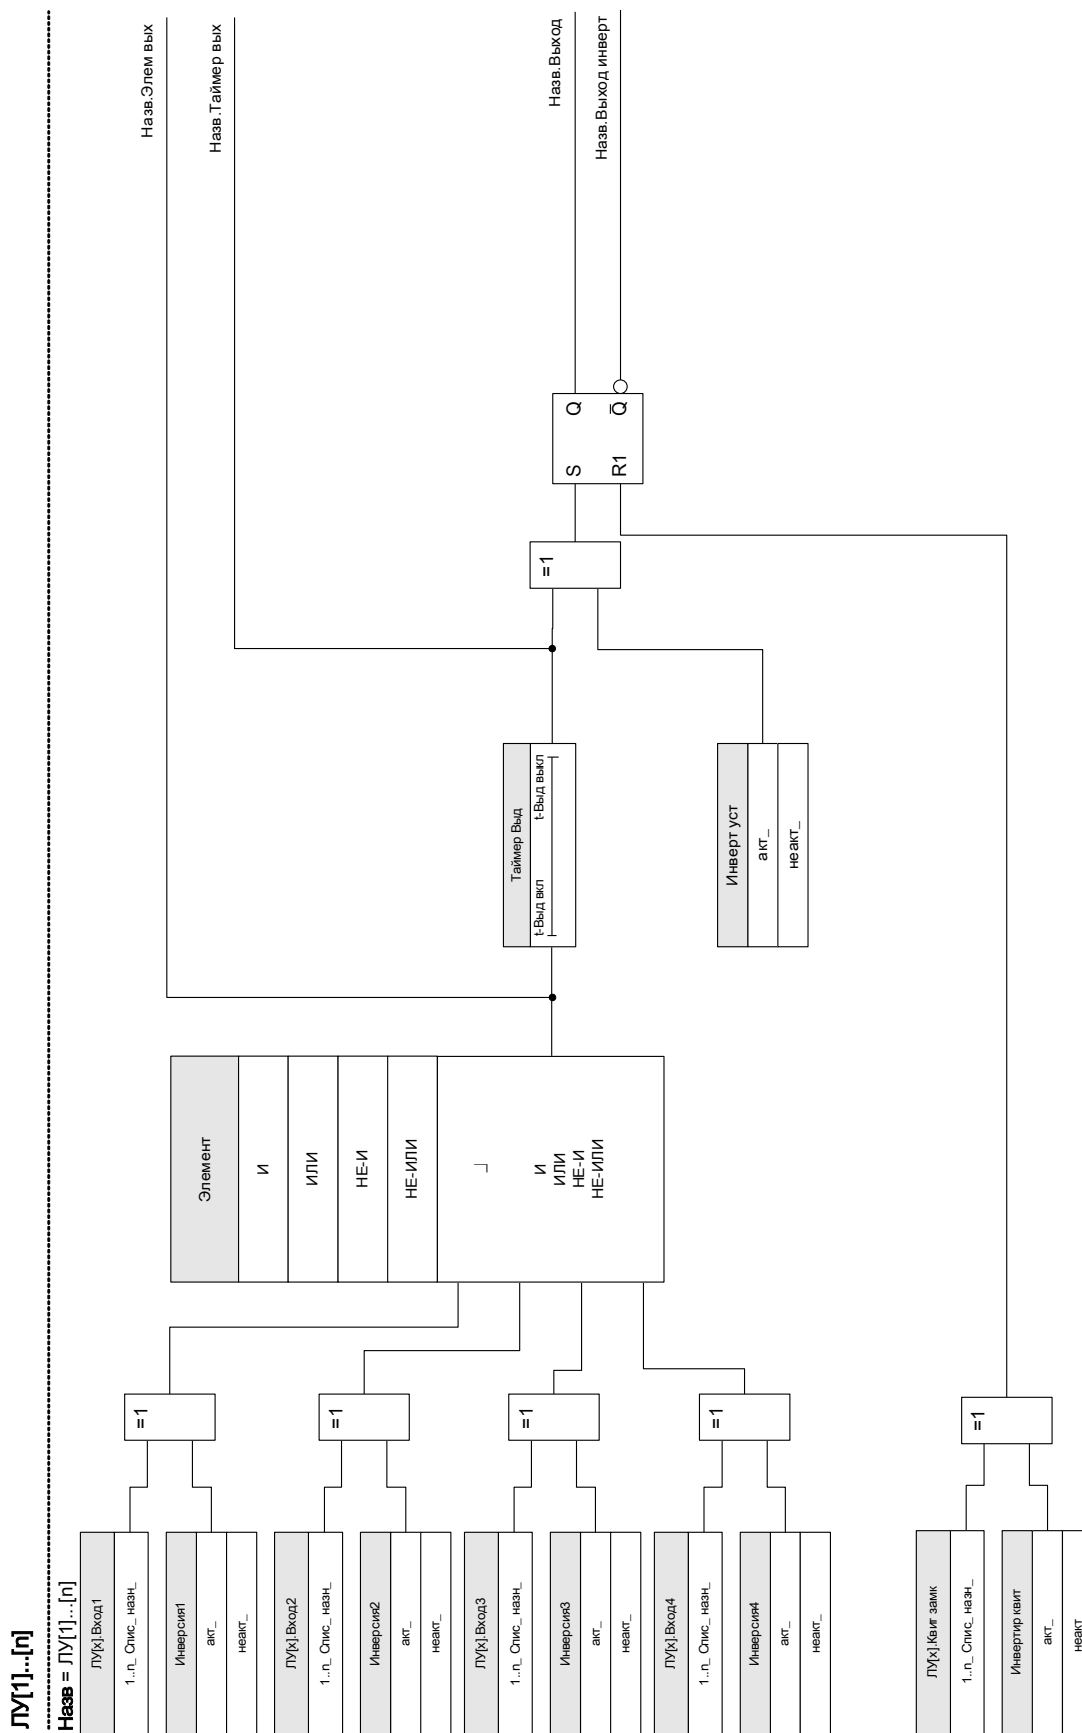 ЛУ[1]...[n]
Назв = ЛУ[1]...[n]
ЛУ[x].Вход1
1..n_ Спис_ назн_
Инверсия1
акт_
неакт_
ЛУ[x].Вход2
1..n_ Спис_ назн_
Инверсия2
акт_
неакт_
ЛУ[x].Вход3
1..n_ Спис_ назн_
Инверсия3
акт_
неакт_
ЛУ[x].Вход4
1..n_ Спис_ назн_
Инверсия4
акт_
неакт_
ЛУ[x].Квит замк
1..n_ Спис_ назн_
Инвертир квит
акт_
неакт
=1
=1
=1
=1
=1
Элемент
И
ИЛИ
НЕ-И
НЕ-ИЛИ
И
ИЛИ
НЕ-И
НЕ-ИЛИ
Таймер Выд
t-Выд вкл
t-Выд выкл
Инверт уст
акт_
неакт_
=1
S
Q
R1
Q̅
Назв.Элем вых
Назв.Таймер вых
Назв.Выход
Назв.Выход инверт